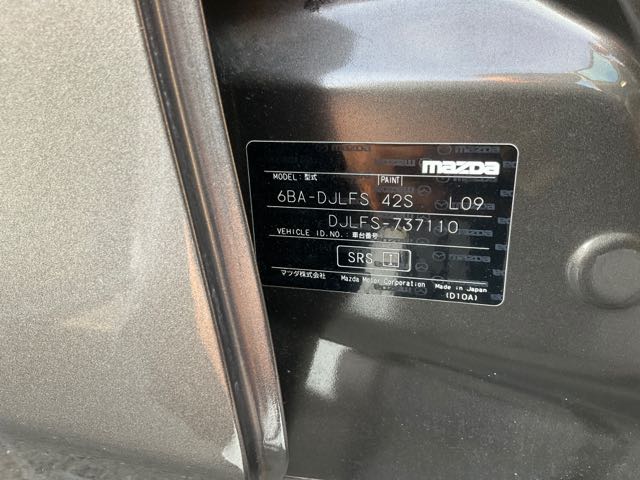 mazda
MODEL: 型式 PAINT
6BA-DJLFS 42S L09
DJLFS-737110
VEHICLE ID.NO.: 車台番号
SRS 1
マツダ株式会社 Mazda Motor Corporation Made in Japan
(D10A)